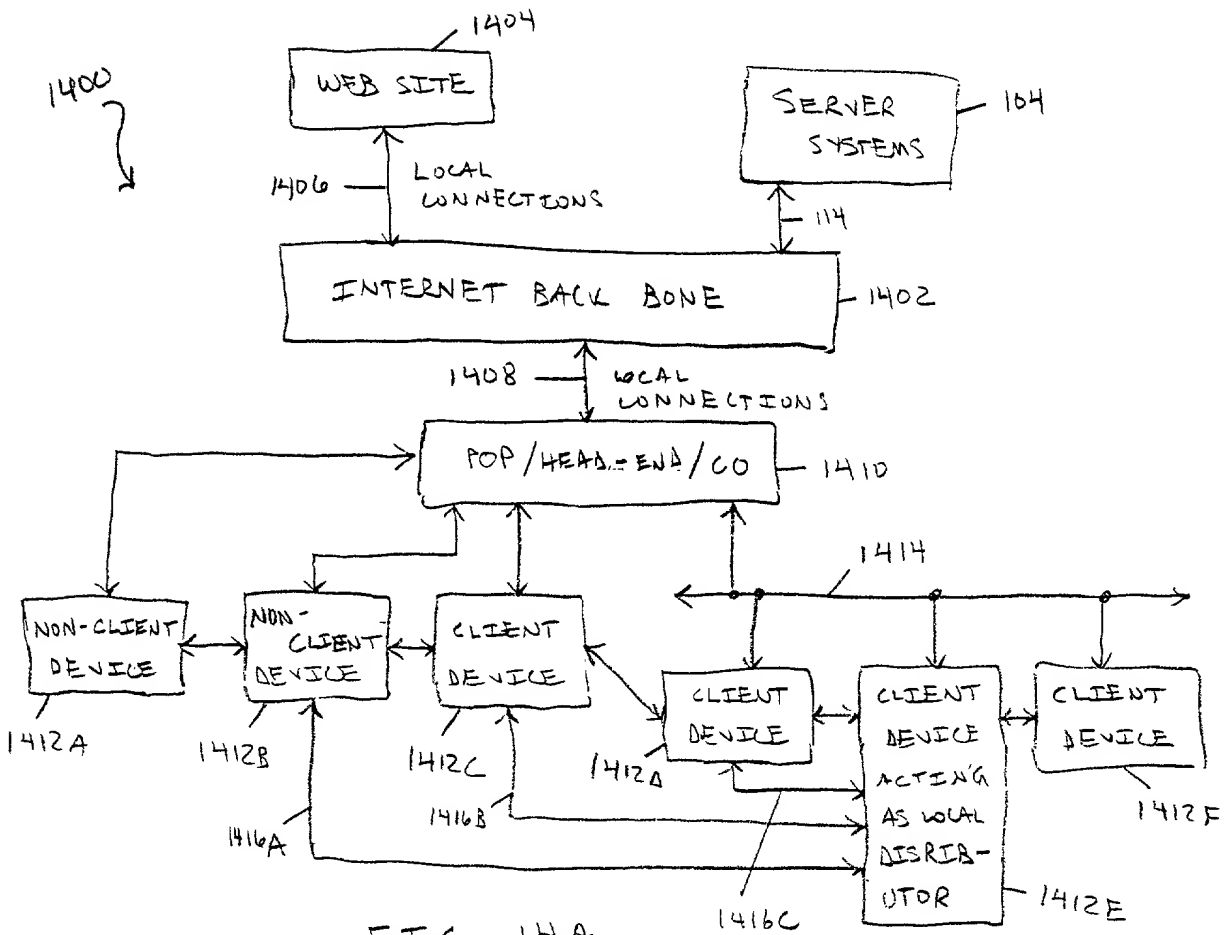 1404
1400
WEB SITE
SERVER
SYSTEMS
104
1406
LOCAL
CONNECTIONS
114
INTERNET BACK BONE
1402
1408
LOCAL
CONNECTIONS
POP/HEAD-END/CO
1410
1414
NON-CLIENT
DEVICE
NON-
CLIENT
DEVICE
CLIENT
DEVICE
CLIENT
DEVICE
CLIENT
DEVICE
ACTING
AS LOCAL
DISRIB-
UTOR
CLIENT
DEVICE
1412A
1412B
1412C
1412D
1412F
1416A
1416B
1416C
1412E